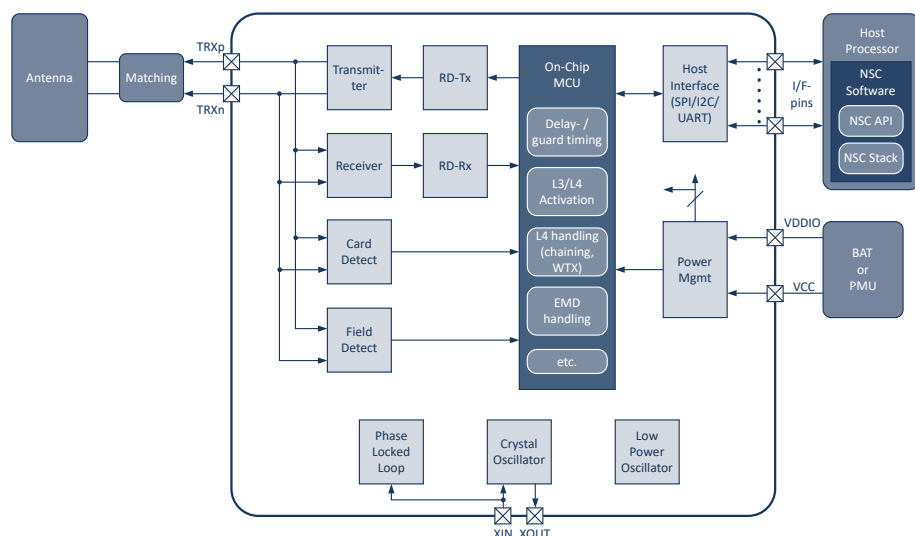 Antenna
Matching
TRXp
TRXn
Transmit-
ter
RD-Tx
Receiver
RD-Rx
Card
Detect
Field
Detect
On-Chip
MCU
Delay- /
guard timing
L3/L4
Activation
L4 handling
(chaining,
WTX)
EMD
handling
etc.
Host
Interface
(SPI/I2C/
UART)
I/F-
pins
Host
Processor
NSC
Software
NSC API
NSC Stack
Power
Mgmt
VDDIO
VCC
BAT
or
PMU
Phase
Locked
Loop
Crystal
Oscillator
Low
Power
Oscillator
XIN XOUT